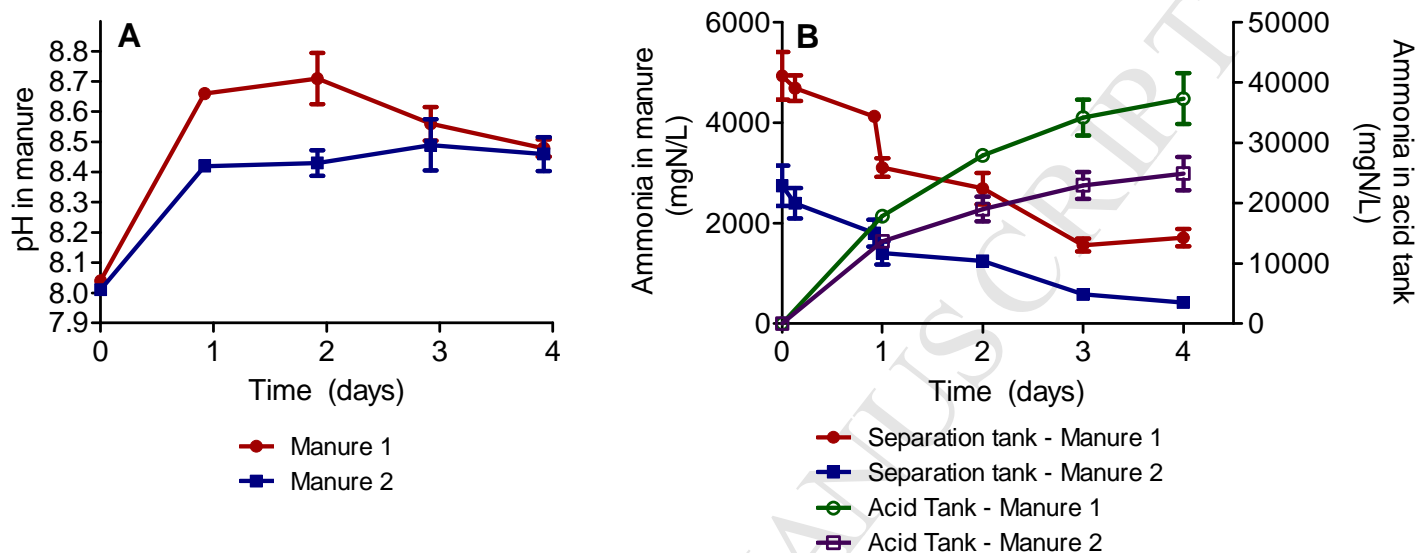 A
pH in manure
8.8
8.7
8.6
8.5
8.4
8.3
8.2
8.1
8.0
7.9
0 1 2 3 4
Time (days)
Manure 1
Manure 2
B
Ammonia in manure
(mgN/L)
6000
4000
2000
0
50000
40000
30000
20000
10000
0
Ammonia in acid tank
(mgN/L)
0 1 2 3 4
Time (days)
Separation tank - Manure 1
Separation tank - Manure 2
Acid Tank - Manure 1
Acid Tank - Manure 2
ANUSCRIPT